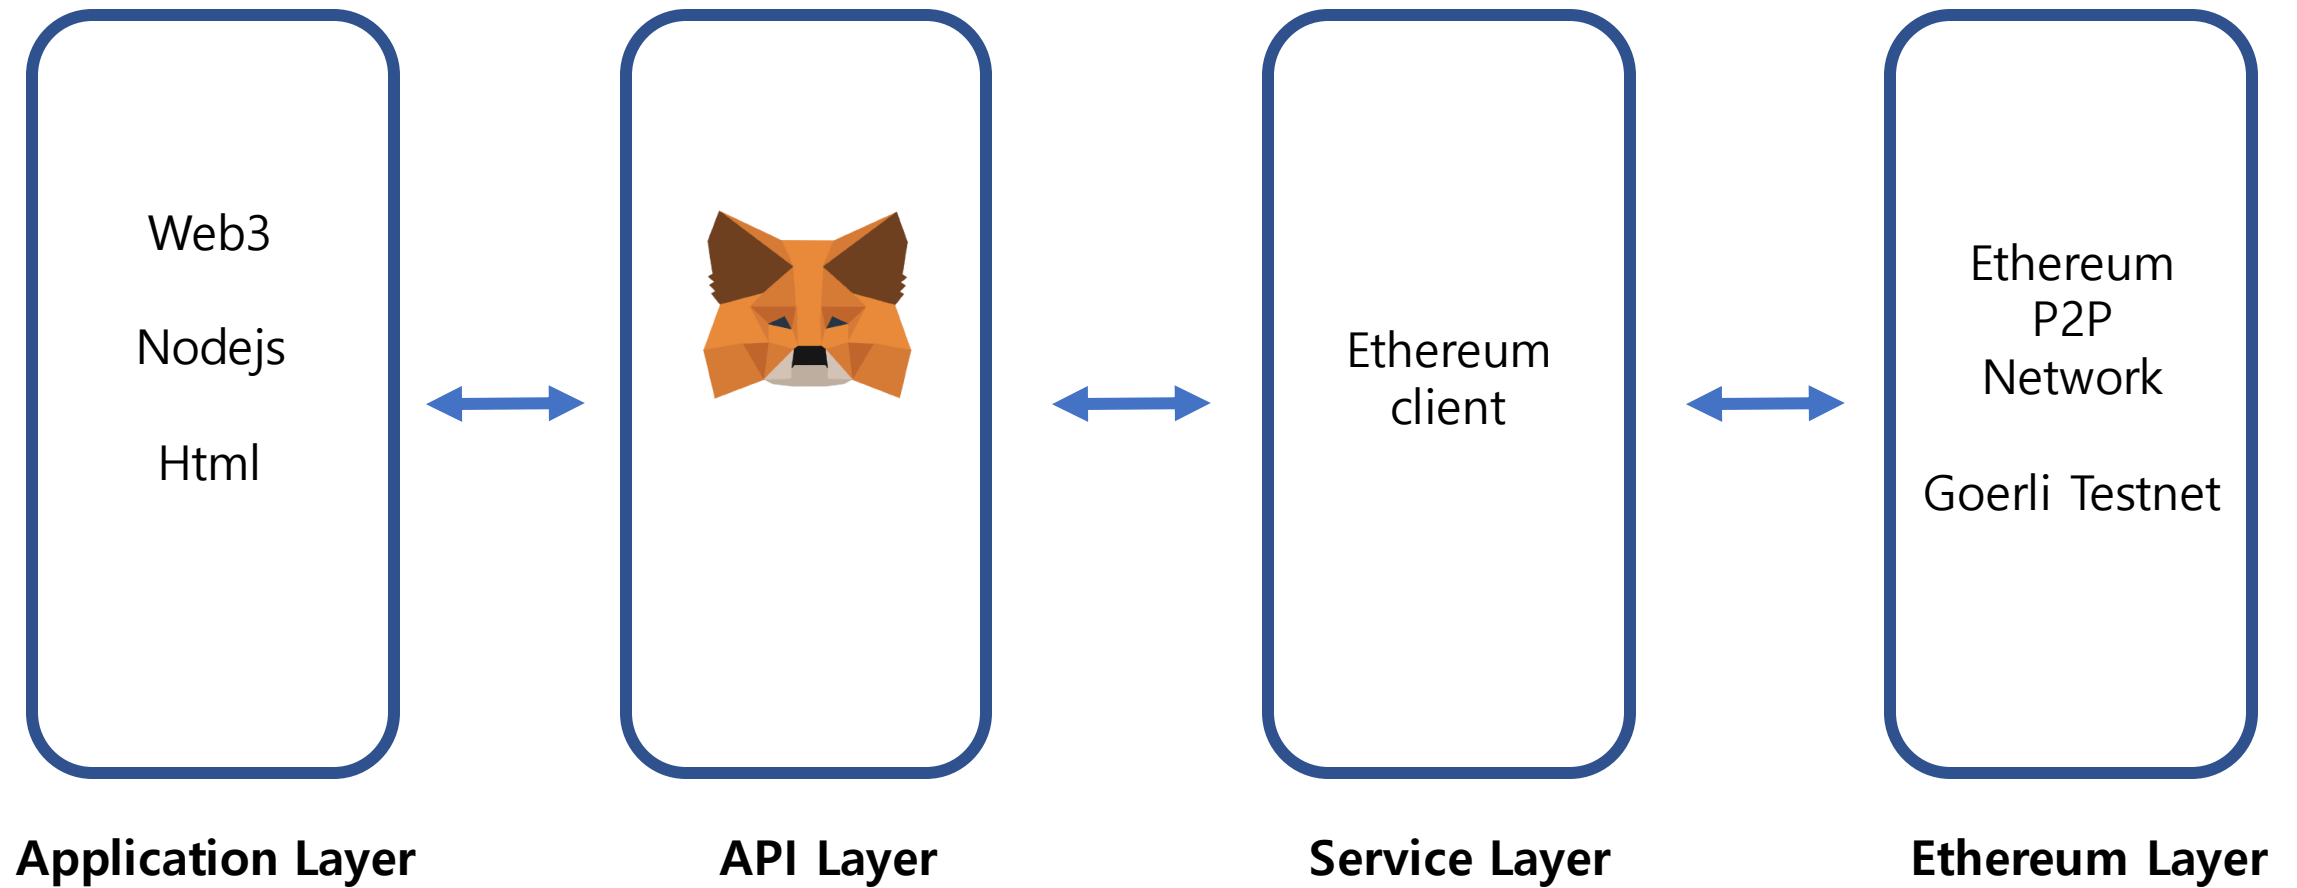 Web3
Nodejs
Html
Ethereum
client
Ethereum
P2P
Network
Goerli Testnet
Application Layer
API Layer
Service Layer
Ethereum Layer